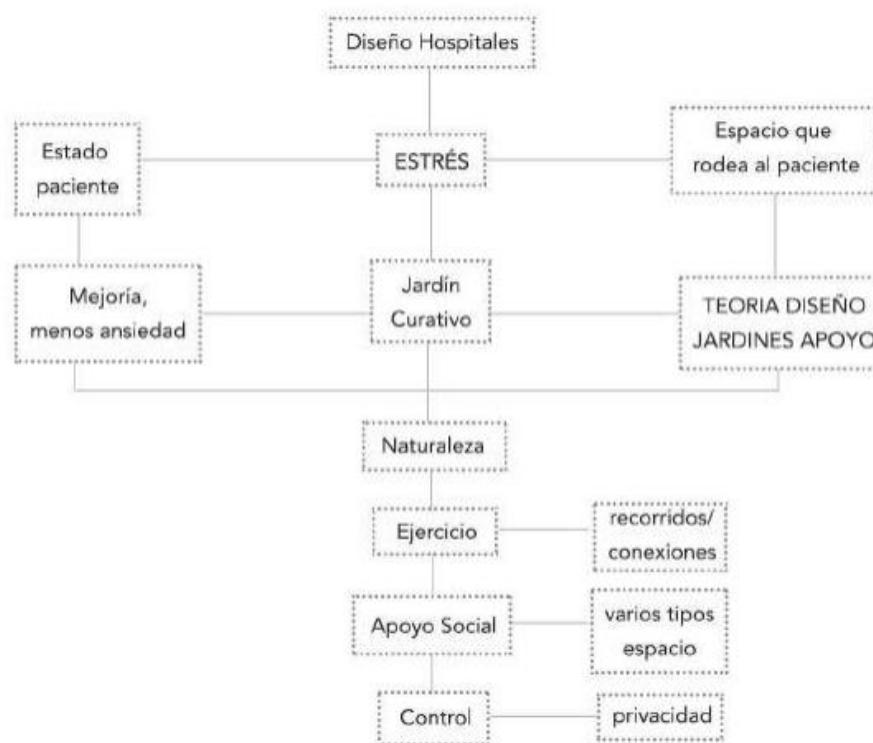 Diseño Hospitales
Estado
paciente
ESTRÉS
Espacio que
rodea al paciente
Mejoría,
menos ansiedad
Jardín
Curativo
TEORIA DISEÑO
JARDINES APOYO
Naturaleza
Ejercicio
recorridos/
conexiones
Apoyo Social
varios tipos
espacio
Control
privacidad